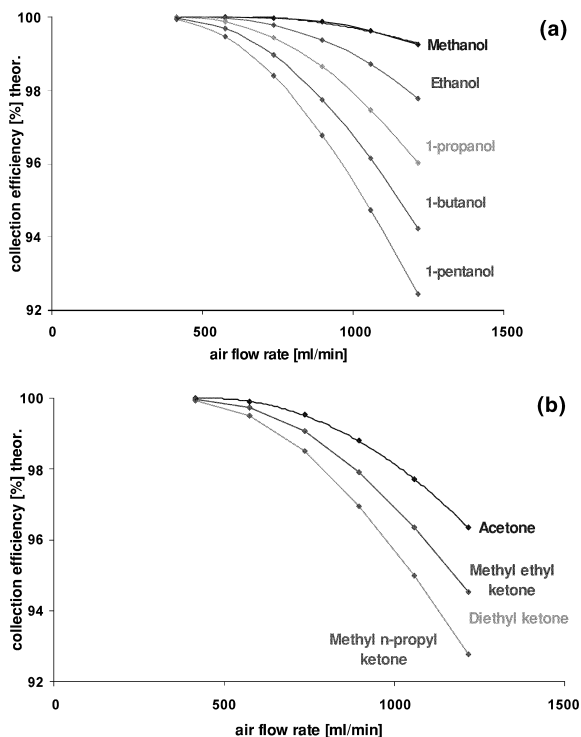 (a)
100
98
96
94
92
collection efficiency [%] theor.
Methanol
Ethanol
1-propanol
1-butanol
1-pentanol
0
500
1000
1500
air flow rate [ml/min]
(b)
100
98
96
94
92
collection efficiency [%] theor.
Acetone
Methyl ethyl
ketone
Diethyl ketone
Methyl n-propyl
ketone
0
500
1000
1500
air flow rate [ml/min]